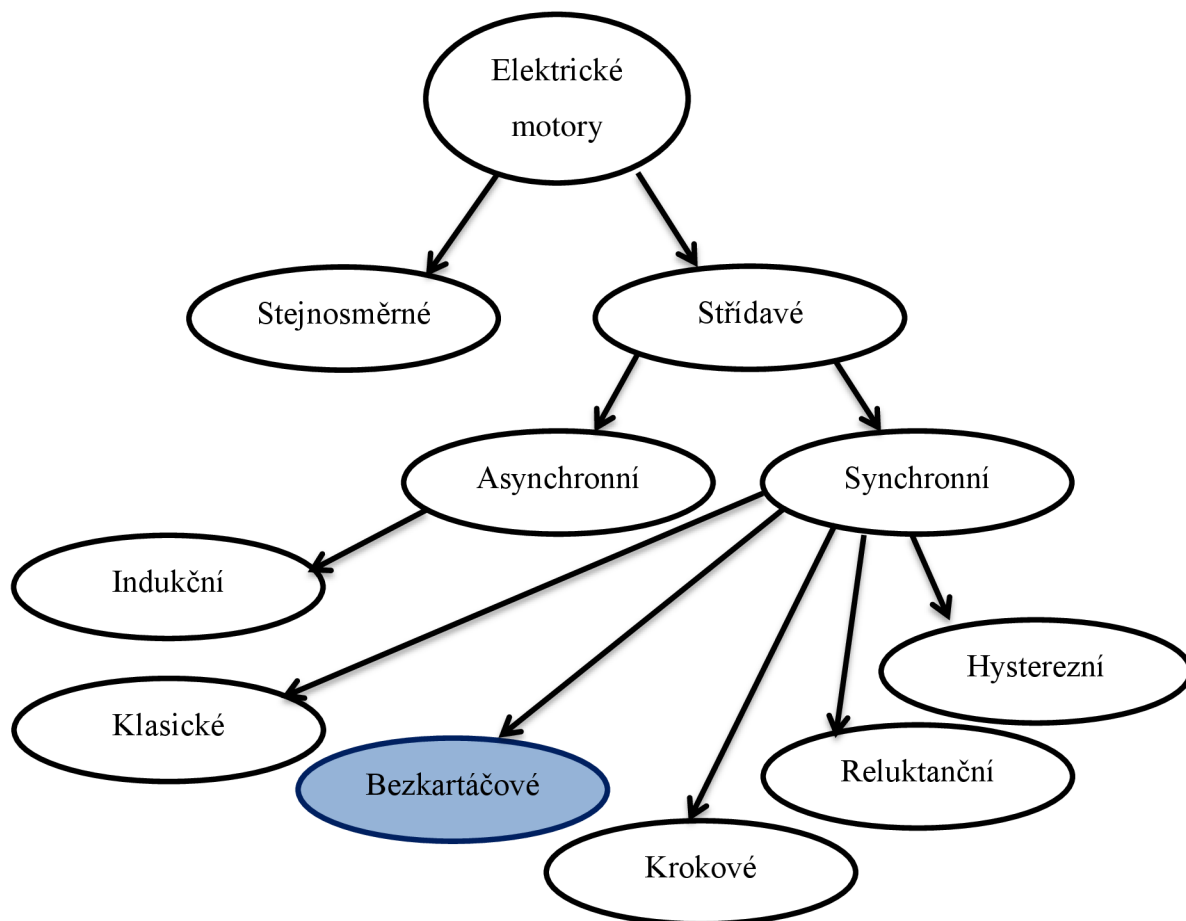 Elektrické
motory
Stejnosměrné
Střídavé
Asynchronní
Synchronní
Indukční
Hysterezní
Klasické
Bezkartáčové
Reluktanční
Krokové